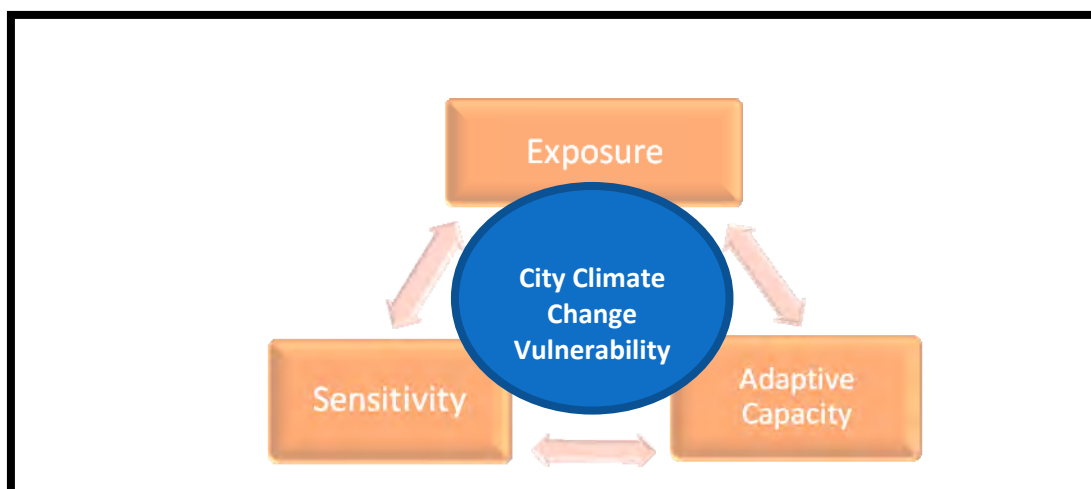 Exposure
City Climate
Change
Vulnerability
Sensitivity
Adaptive
Capacity